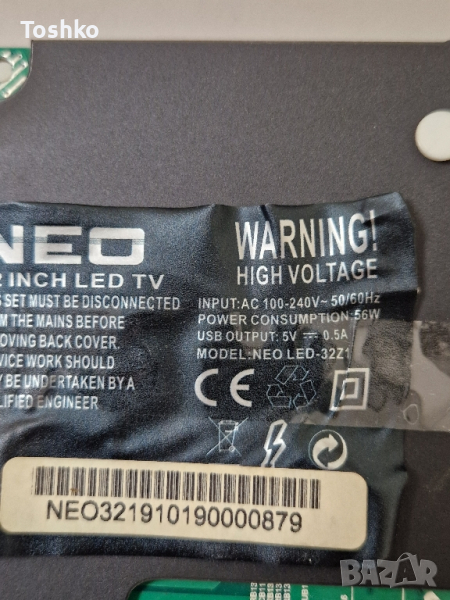 Toshko
NEO
INCH LED TV
SET MUST BE DISCONNECTED
THE MAINS BEFORE
BACK COVER.
WORK SHOULD
BE UNDERTAKEN BY A
ENGINEER
WARNING!
HIGH VOLTAGE
INPUT:AC 100-240V~50/60Hz
POWER CONSUMPTION:56W
USB OUTPUT: 5V ⎓ 0.5A
MODEL:NEO LED-32Z1
CE
NEO321910190000879
BAZAR.BG